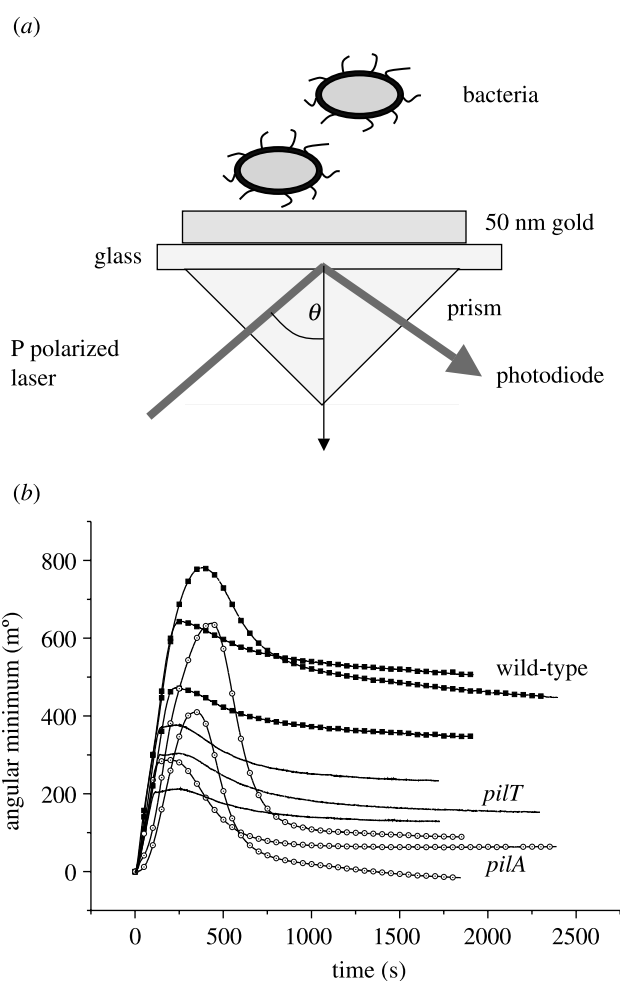 (a)
bacteria
50 nm gold
glass
θ
prism
P polarized
laser
photodiode
(b)
800
600
400
200
0
angular minimum (mº)
wild-type
pilT
pilA
0 500 1000 1500 2000 2500
time (s)